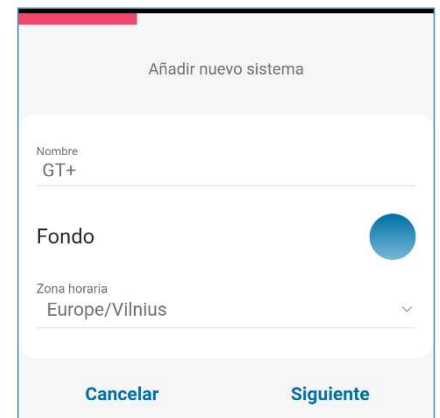 Añadir nuevo sistema
Nombre
GT+
Fondo
Zona horaria
Europe/Vilnius
Cancelar Siguiente